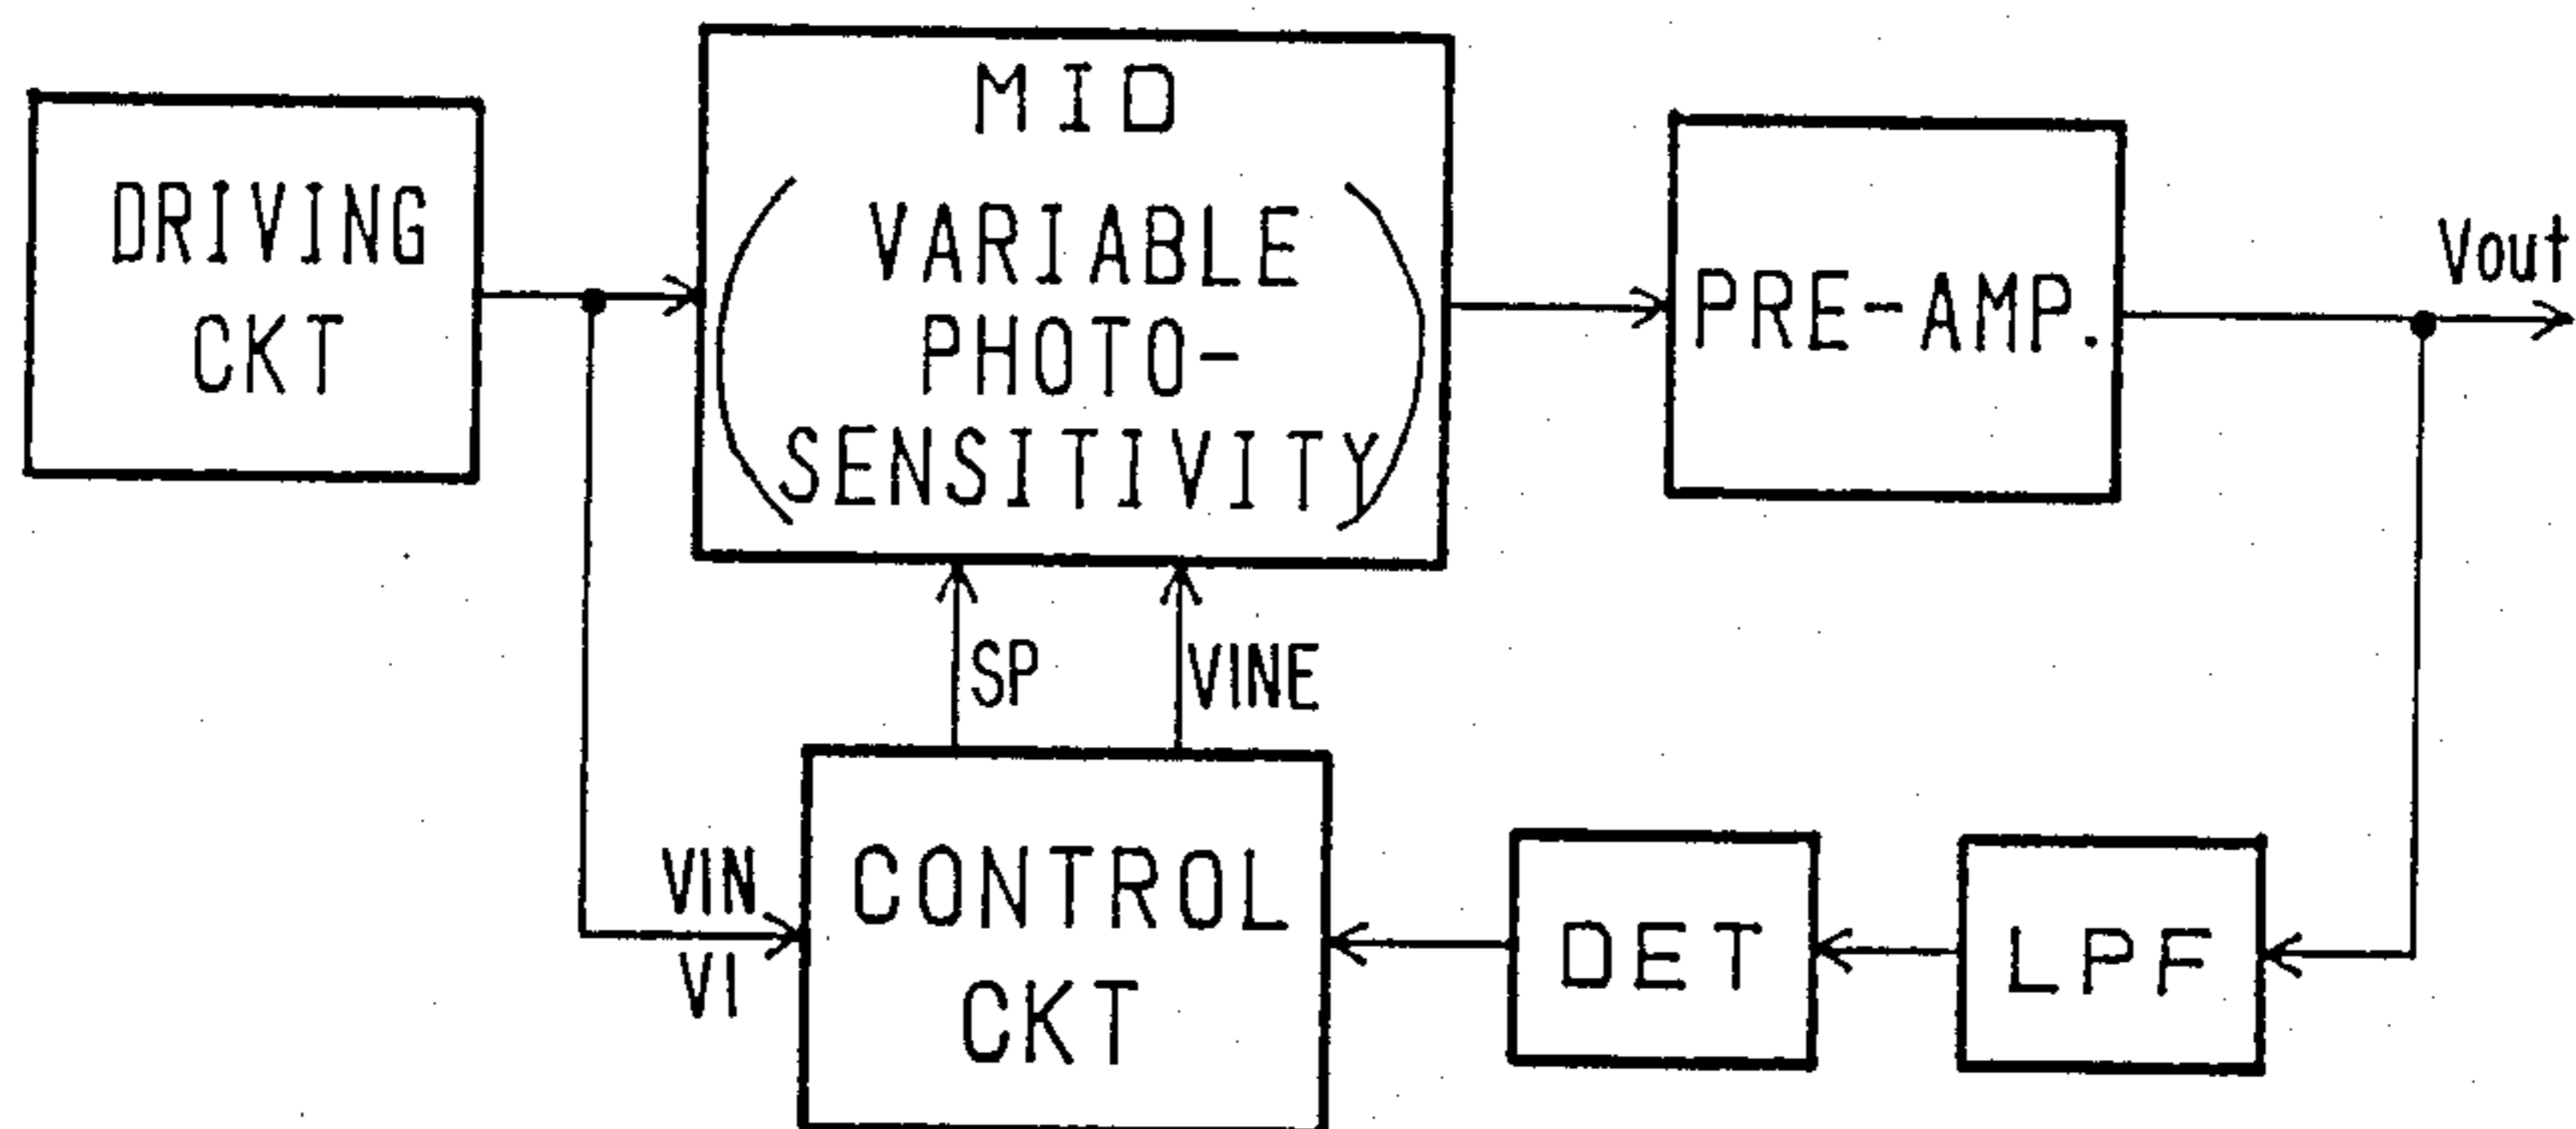 DRIVING
CKT
MID
VARIABLE
PHOTO-
SENSITIVITY
PRE-AMP.
Vout
SP
VINE
VIN
VI
CONTROL
CKT
DET
LPF